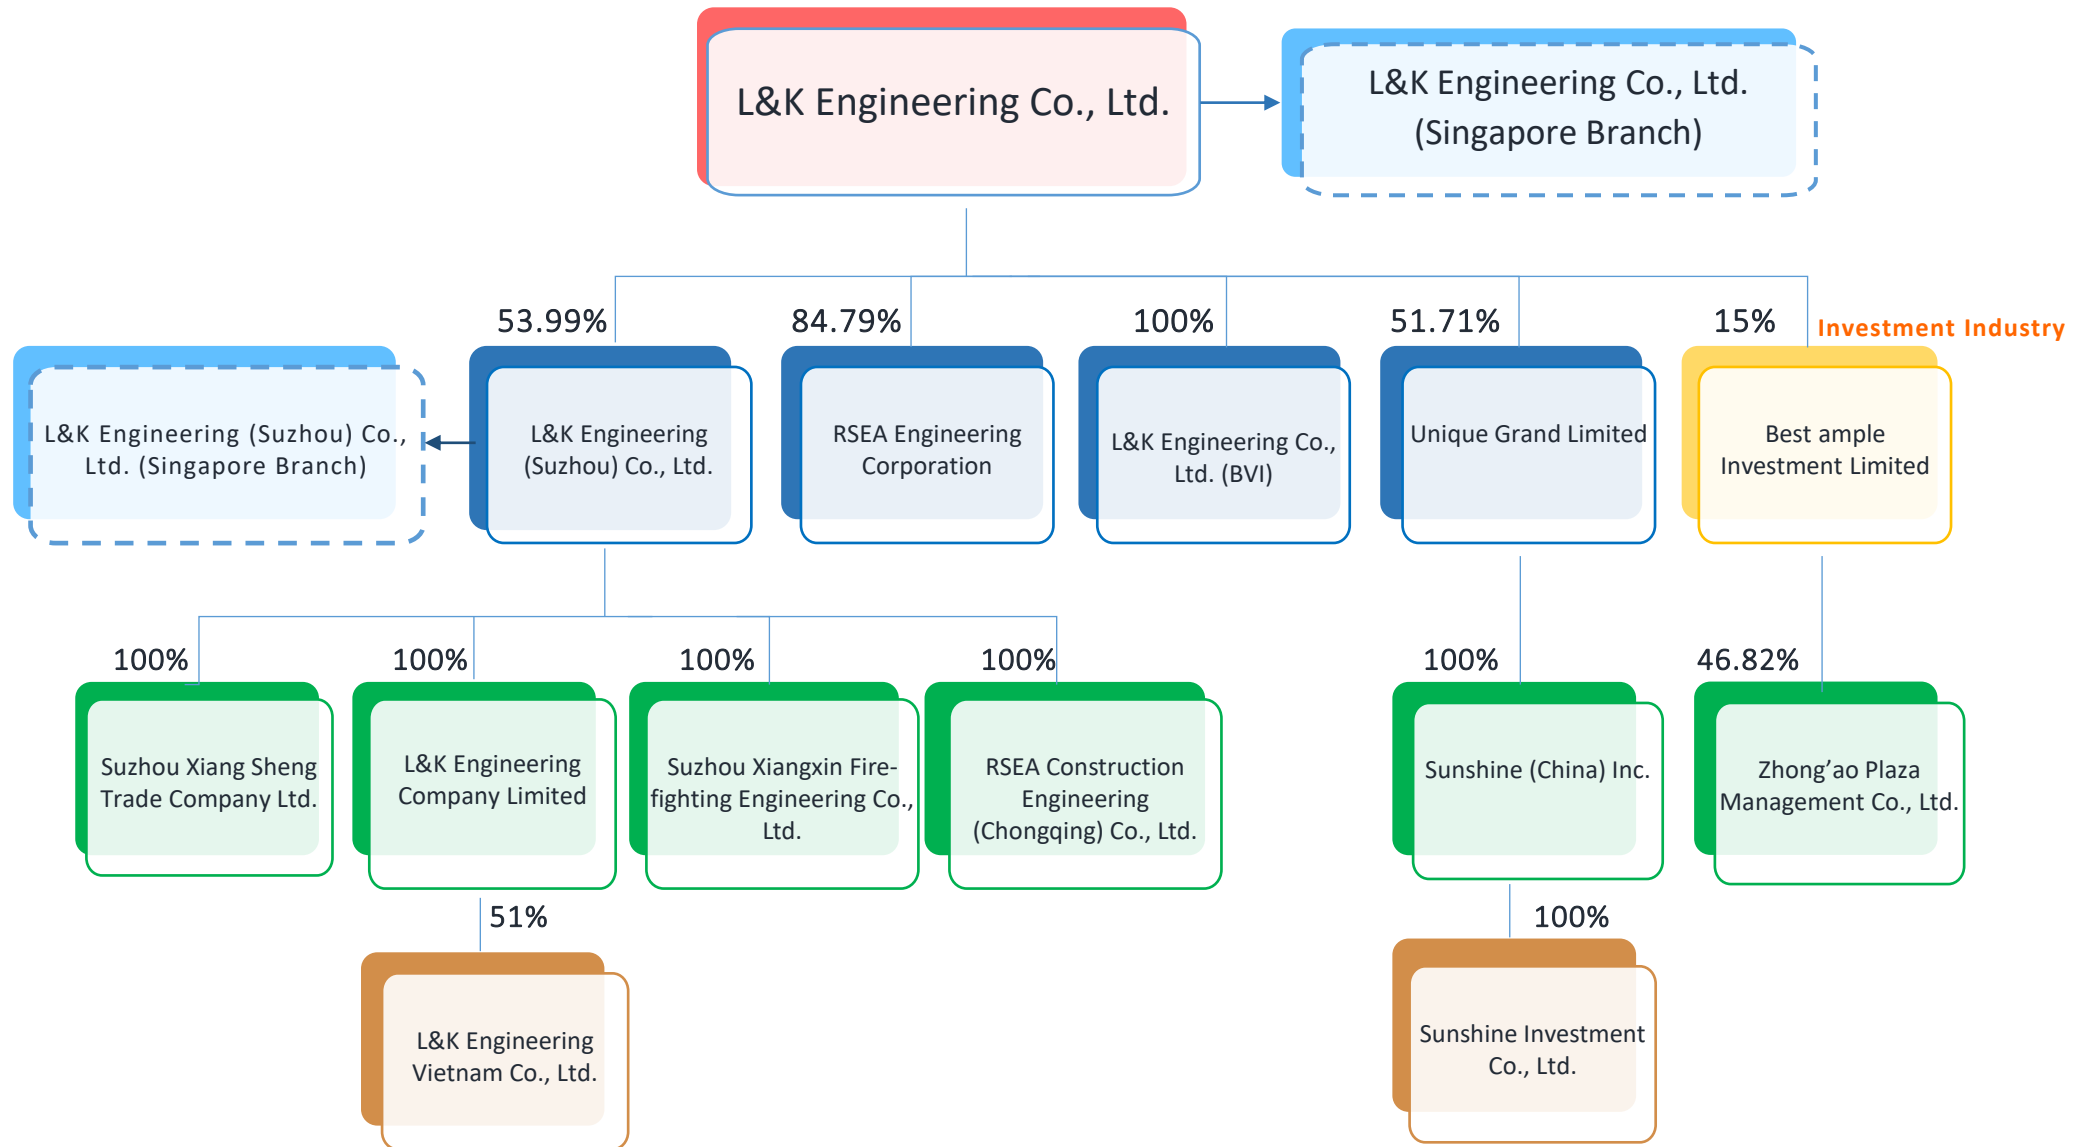 L&K Engineering Co., Ltd.
L&K Engineering Co., Ltd.
(Singapore Branch)
53.99%
84.79%
100%
51.71%
15%
Investment Industry
L&K Engineering (Suzhou) Co.,
Ltd. (Singapore Branch)
L&K Engineering
(Suzhou) Co., Ltd.
RSEA Engineering
Corporation
L&K Engineering Co.,
Ltd. (BVI)
Unique Grand Limited
Best ample
Investment Limited
100%
100%
100%
100%
100%
46.82%
Suzhou Xiang Sheng
Trade Company Ltd.
L&K Engineering
Company Limited
Suzhou Xiangxin Fire-
fighting Engineering Co.,
Ltd.
RSEA Construction
Engineering
(Chongqing) Co., Ltd.
Sunshine (China) Inc.
Zhong’ao Plaza
Management Co., Ltd.
51%
100%
L&K Engineering
Vietnam Co., Ltd.
Sunshine Investment
Co., Ltd.